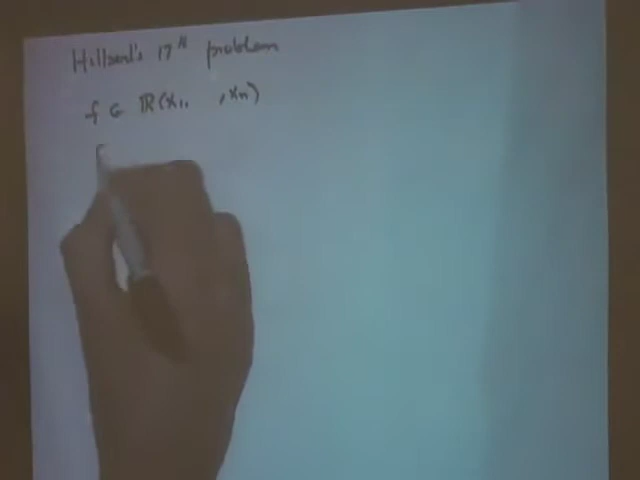 Hilbert's 17th problem
f ∈ ℝ(x₁, , xₙ)